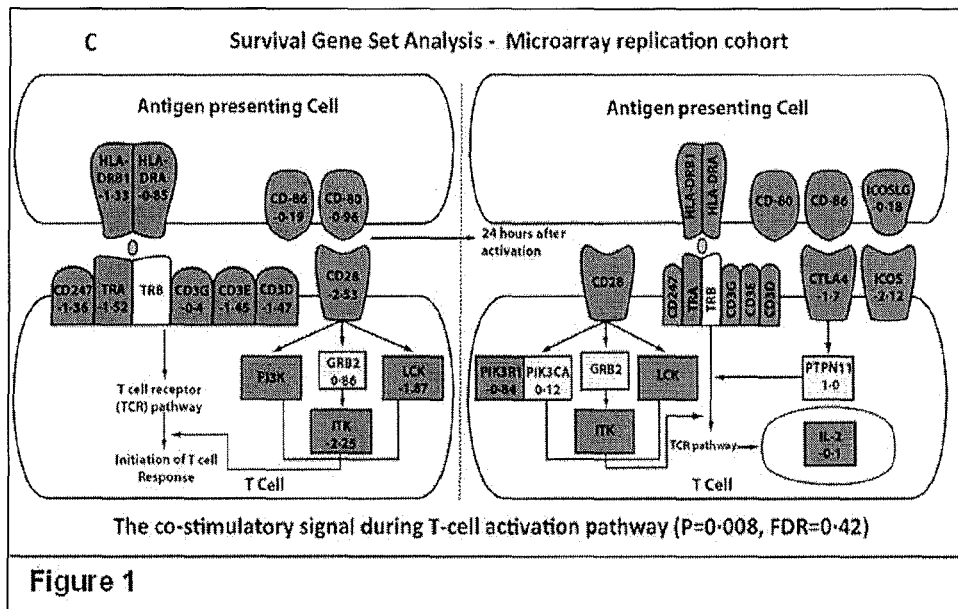 C Survival Gene Set Analysis - Microarray replication cohort
Antigen presenting Cell
HLA-
DRB1
-1·33
HLA-
DRA
-0·85
CD-86
-0·19
CD-80
-0·96
24 hours after
activation
CD247
-1·36
TRA
-1·52
TRB
CD3G
-0·4
CD3E
-1·45
CD3D
-1·47
CD28
-2·53
PI3K
GRB2
0·86
LCK
-1·87
ITK
-2·25
T cell receptor
(TCR) pathway
Initiation of T cell
Response
T Cell
Antigen presenting Cell
HLA-DRB1
HLA-DRA
CD-80
CD-86
ICOSLG
-0·18
CD28
CD247
TRA
TRB
CD3G
CD3E
CD3D
CTLA4
-1·7
ICOS
-2·12
PIK3R1
-0·84
PIK3CA
0·12
GRB2
LCK
PTPN11
1·0
ITK
TCR pathway
IL-2
-0·1
T Cell
The co-stimulatory signal during T-cell activation pathway (P=0·008, FDR=0·42)
Figure 1